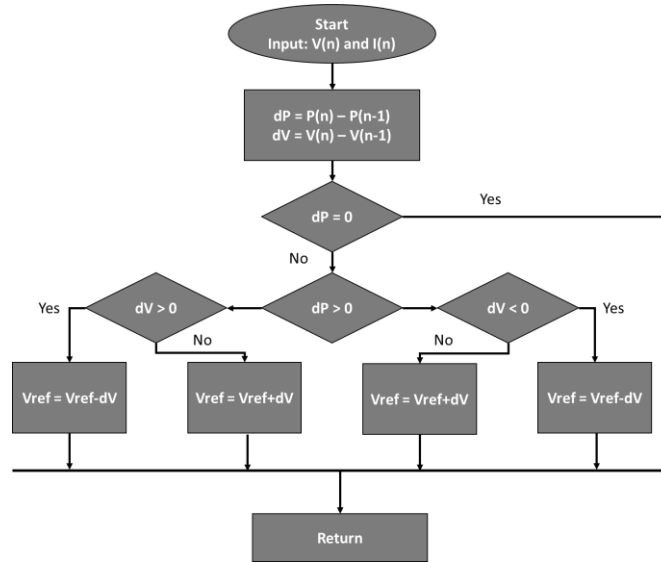 Start
Input: V(n) and I(n)
dP = P(n) – P(n-1)
dV = V(n) – V(n-1)
dP = 0
Yes
No
Yes
dV > 0
dP > 0
dV < 0
Yes
No
No
Vref = Vref-dV
Vref = Vref+dV
Vref = Vref+dV
Vref = Vref-dV
Return